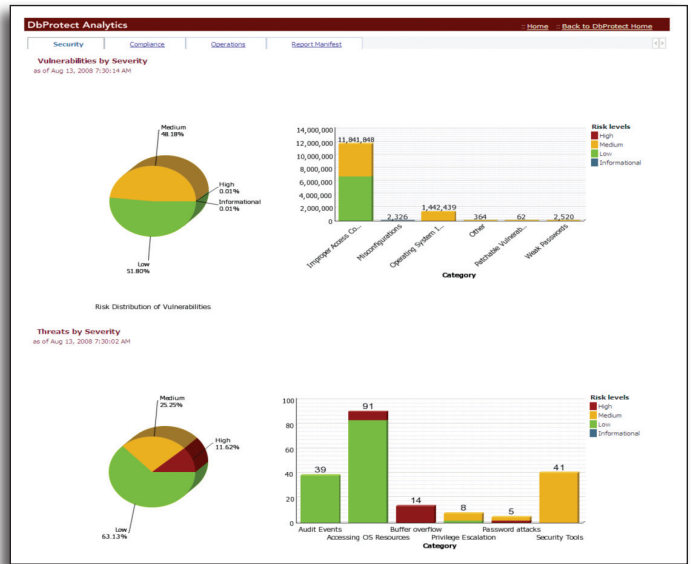 DbProtect Analytics
:: Home :: Back to DbProtect Home
Security Compliance Operations Report Manifest
Vulnerabilities by Severity
as of Aug 13, 2008 7:30:14 AM
Medium
48.18%
High
0.01%
Informational
0.01%
Low
51.80%
Risk Distribution of Vulnerabilities
14,000,000
12,000,000
10,000,000
8,000,000
6,000,000
4,000,000
2,000,000
0
11,841,848
2,326
1,442,439
364
62
2,520
Improper Access Co...
Misconfigurations
Operating System I...
Other
Patchable Vulnerab...
Weak Passwords
Category
Risk levels
High
Medium
Low
Informational
Threats by Severity
as of Aug 13, 2008 7:30:02 AM
Medium
25.25%
High
11.62%
Low
63.13%
100
80
60
40
20
0
39
91
14
8
5
41
Audit Events
Accessing OS Resources
Buffer overflow
Privilege Escalation
Password attacks
Security Tools
Category
Risk levels
High
Medium
Low
Informational